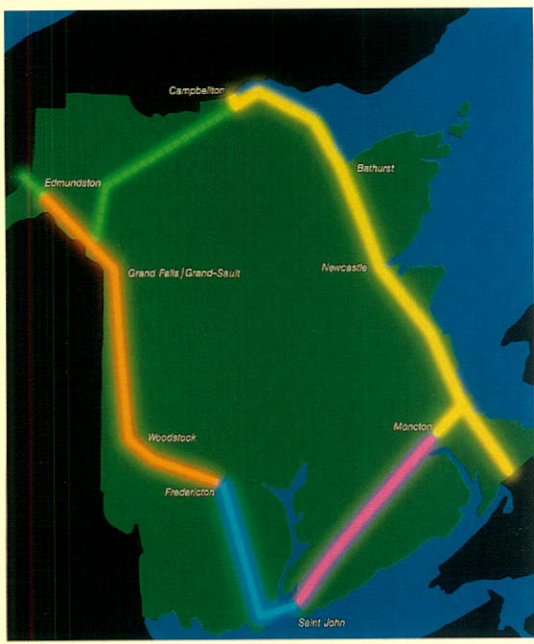 Campbellton
Edmundston
Bathurst
Grand Falls / Grand-Sault
Newcastle
Woodstock
Moncton
Fredericton
Saint John